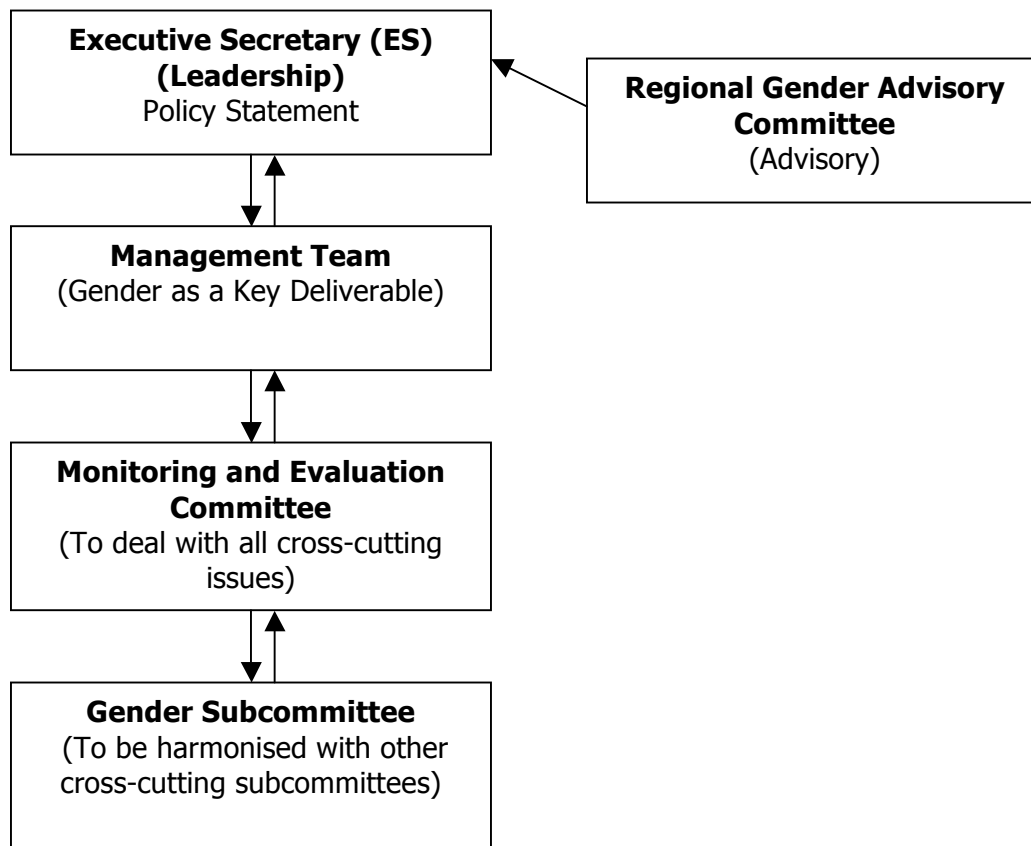 Executive Secretary (ES)
(Leadership)
Policy Statement
Regional Gender Advisory
Committee
(Advisory)
Management Team
(Gender as a Key Deliverable)
Monitoring and Evaluation
Committee
(To deal with all cross-cutting
issues)
Gender Subcommittee
(To be harmonised with other
cross-cutting subcommittees)